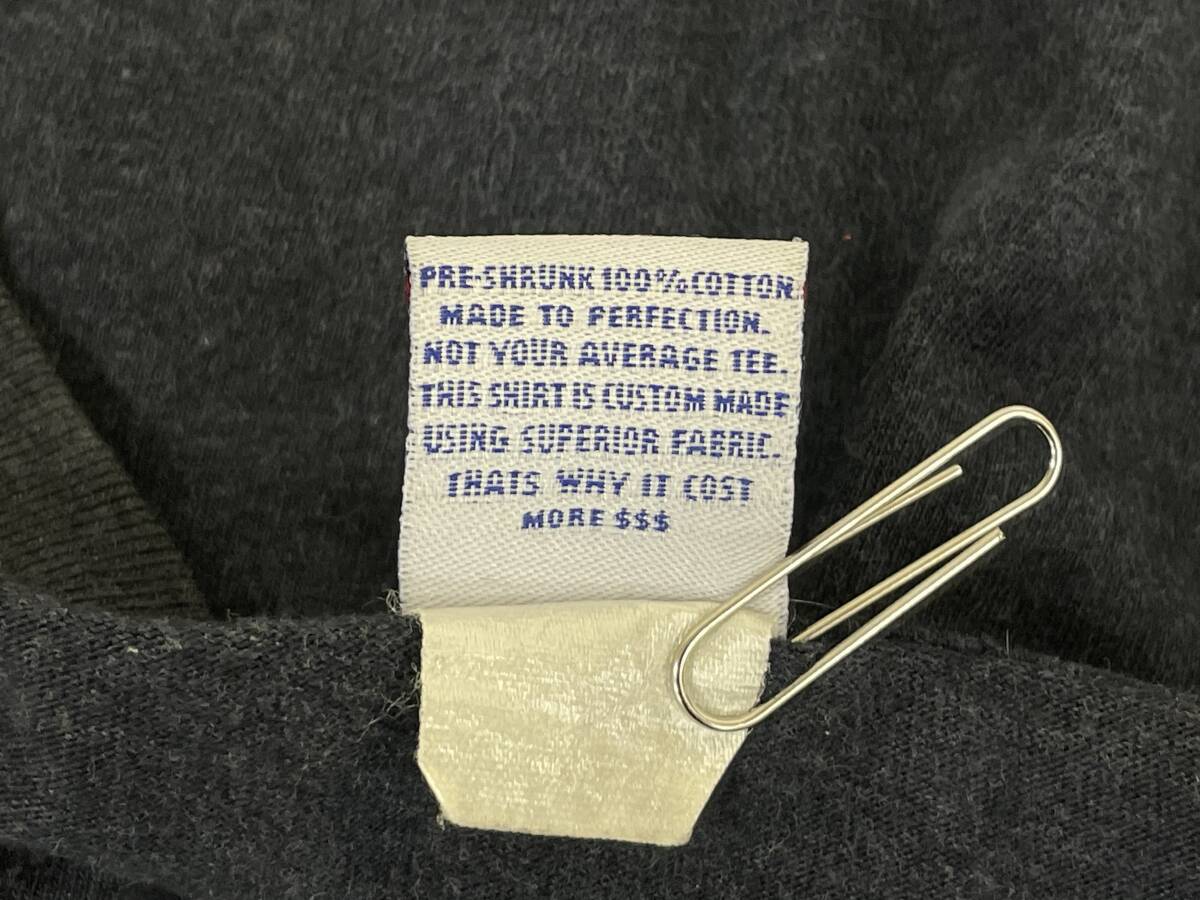 PRE-SHRUNK 100% COTTON
MADE TO PERFECTION.
NOT YOUR AVERAGE TEE.
THIS SHIRT IS CUSTOM MADE
USING SUPERIOR FABRIC.
THATS WHY IT COST
MORE $$$